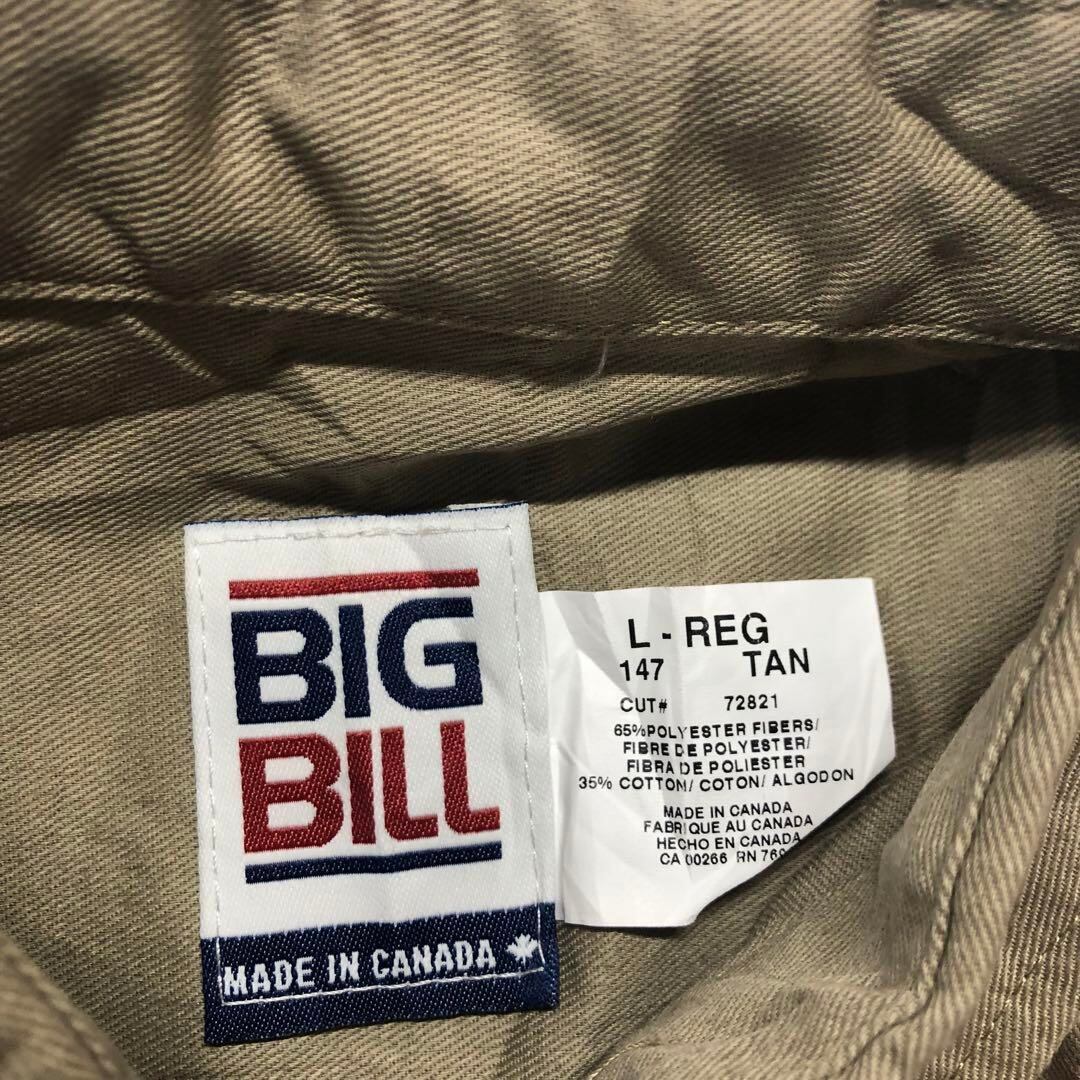 BIG
BILL
MADE IN CANADA
L - REG
147 TAN
CUT# 72821
65%POLYESTER FIBERS/
FIBRE DE POLYESTER/
FIBRA DE POLIESTER
35% COTTON/ COTON/ ALGODON
MADE IN CANADA
FABRIQUE AU CANADA
HECHO EN CANADA
CA 00266 RN